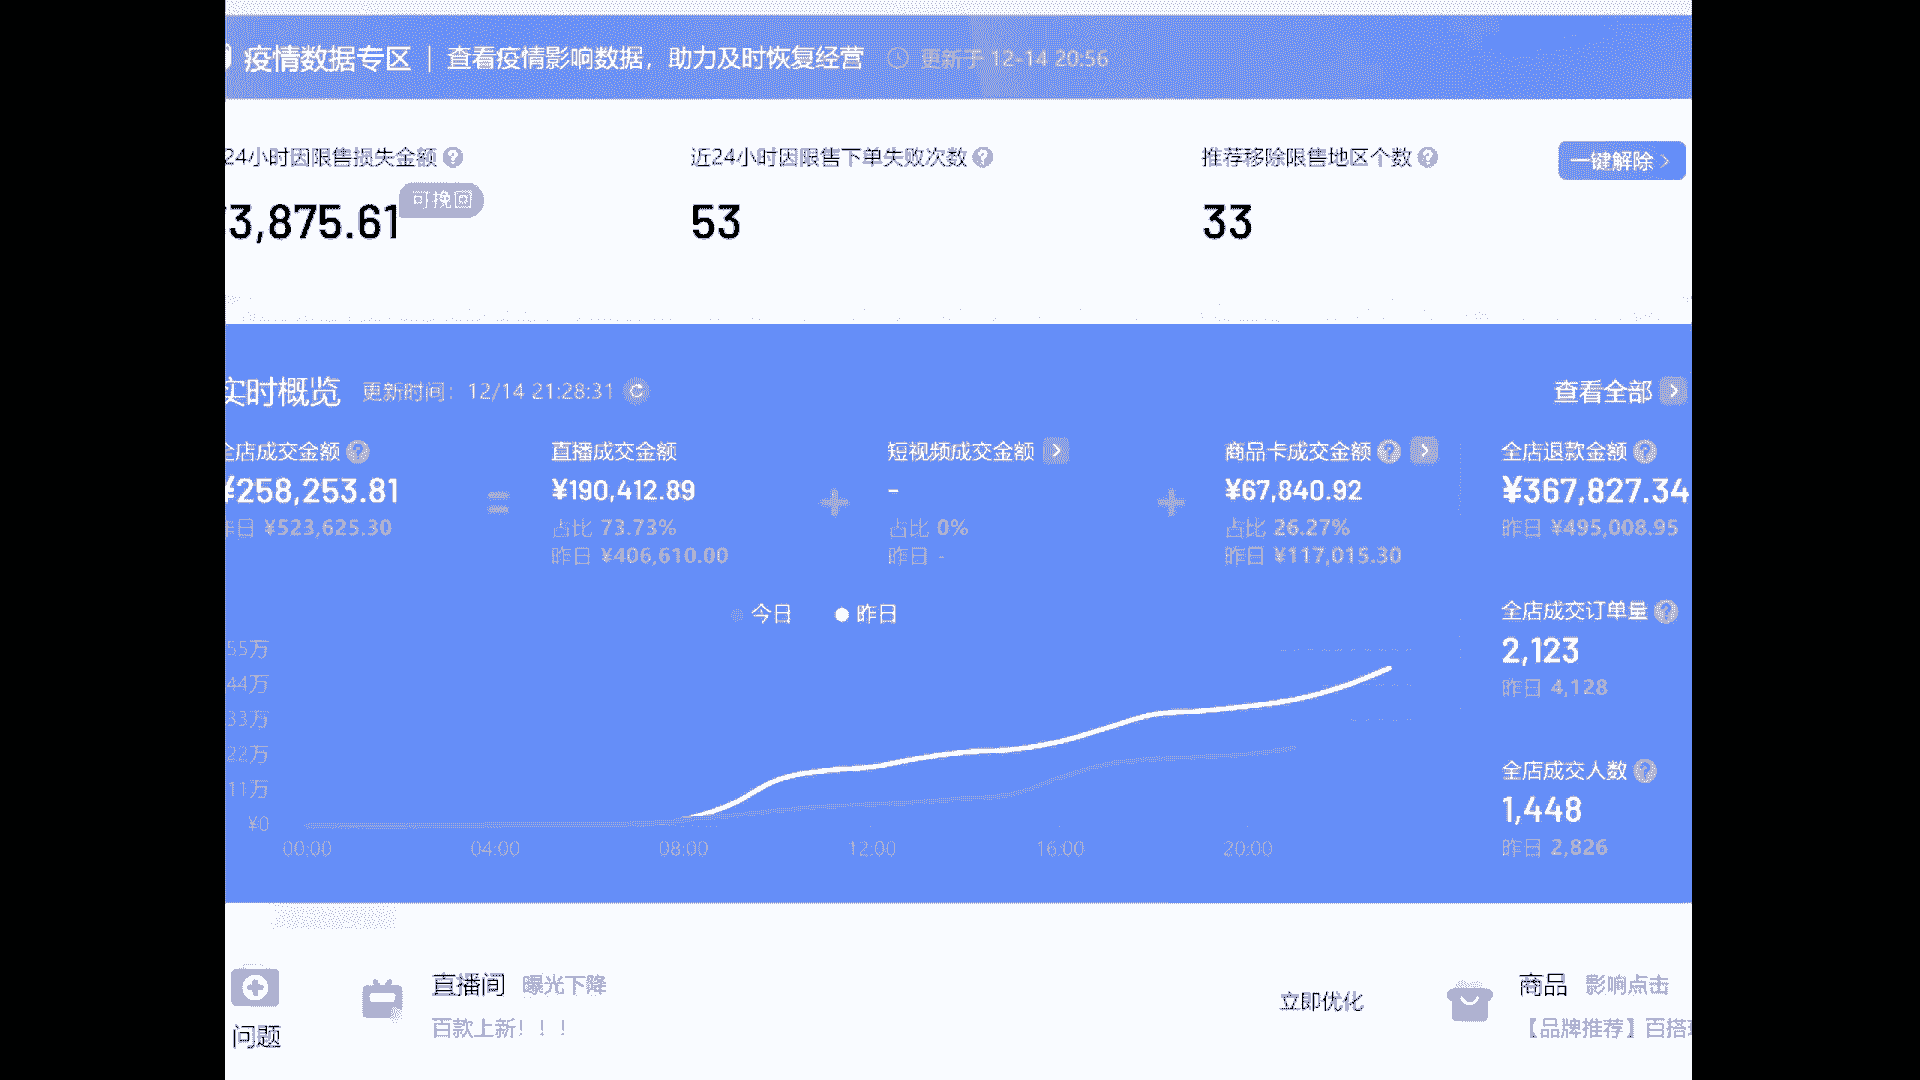 疫情数据专区 | 查看疫情影响数据，助力及时恢复经营 更新于 12-14 20:56
24小时因限售损失金额 ?
3,875.61 可挽回
近24小时因限售下单失败次数 ?
53
推荐移除限售地区个数 ?
33
一键解除 >
实时概览 更新时间：12/14 21:28:31
查看全部 >
全店成交金额 ?
¥258,253.81
昨日 ¥523,625.30
=
直播成交金额
¥190,412.89
占比 73.73%
昨日 ¥406,610.00
+
短视频成交金额 >
-
占比 0%
昨日 -
+
商品卡成交金额 ? >
¥67,840.92
占比 26.27%
昨日 ¥117,015.30
全店退款金额 ?
¥367,827.34
昨日 ¥495,008.95
今日 昨日
55万
44万
33万
22万
11万
¥0
00:00 04:00 08:00 12:00 16:00 20:00
全店成交订单量 ?
2,123
昨日 4,128
全店成交人数 ?
1,448
昨日 2,826
问题
直播间 曝光下降
百款上新！！！
立即优化
商品 影响点击
【品牌推荐】百搭